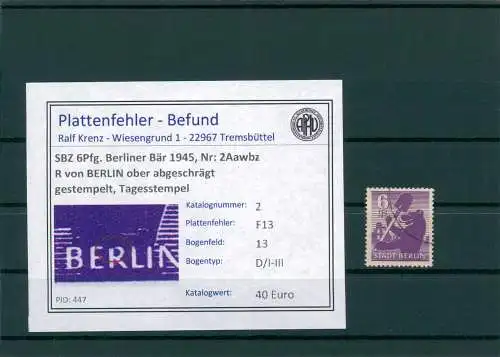 Plattenfehler - Befund
Ralf Krenz - Wiesengrund 1 - 22967 Tremsbüttel
SBZ 6Pfg. Berliner Bär 1945, Nr: 2Aawbz
R von BERLIN ober abgeschrägt
gestempelt, Tagesstempel
Katalognummer: 2
Plattenfehler: F13
Bogenfeld: 13
Bogentyp: D/I-III
Katalogwert: 40 Euro
BERLIN
PID: 447
6
STADT BERLIN